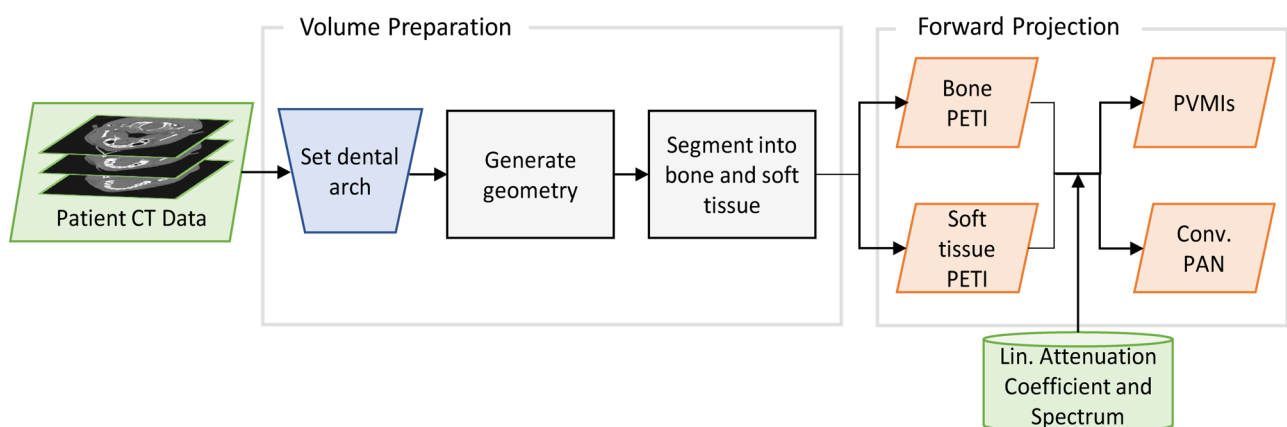 Volume Preparation
Forward Projection
Patient CT Data
Set dental
arch
Generate
geometry
Segment into
bone and soft
tissue
Bone
PETI
Soft
tissue
PETI
PVMIs
Conv.
PAN
Lin. Attenuation
Coefficient and
Spectrum